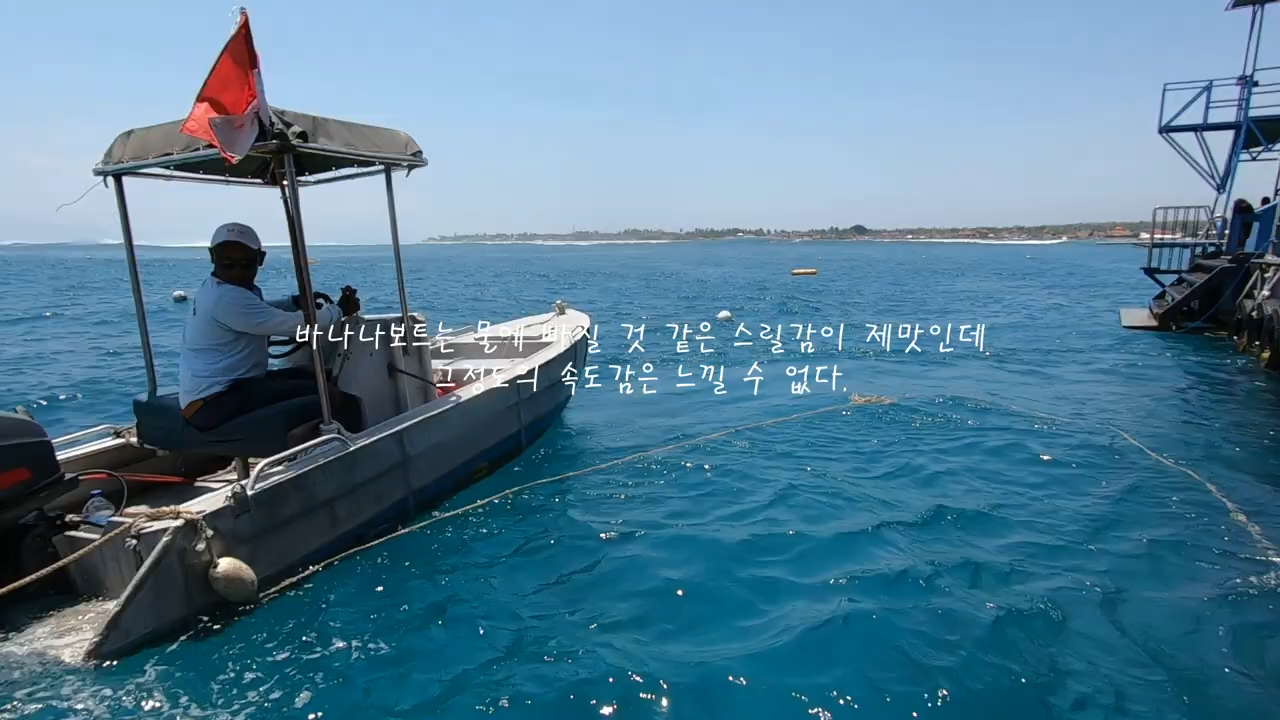 바나나보트는 물에 빠질 것 같은 스릴감이 제맛인데
그정도의 속도감은 느낄 수 없다.